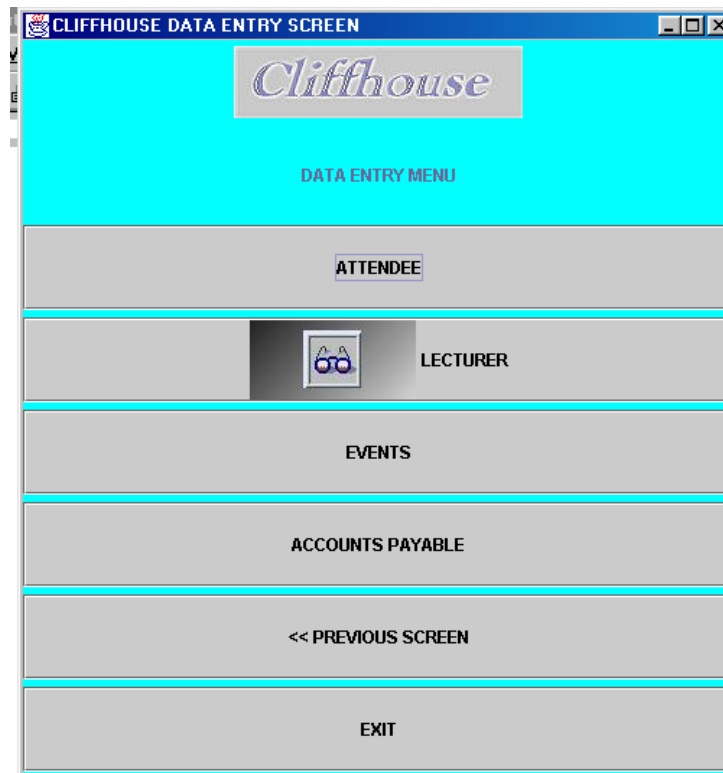 CLIFFHOUSE DATA ENTRY SCREEN
Cliffhouse
DATA ENTRY MENU
ATTENDEE
LECTURER
EVENTS
ACCOUNTS PAYABLE
<< PREVIOUS SCREEN
EXIT